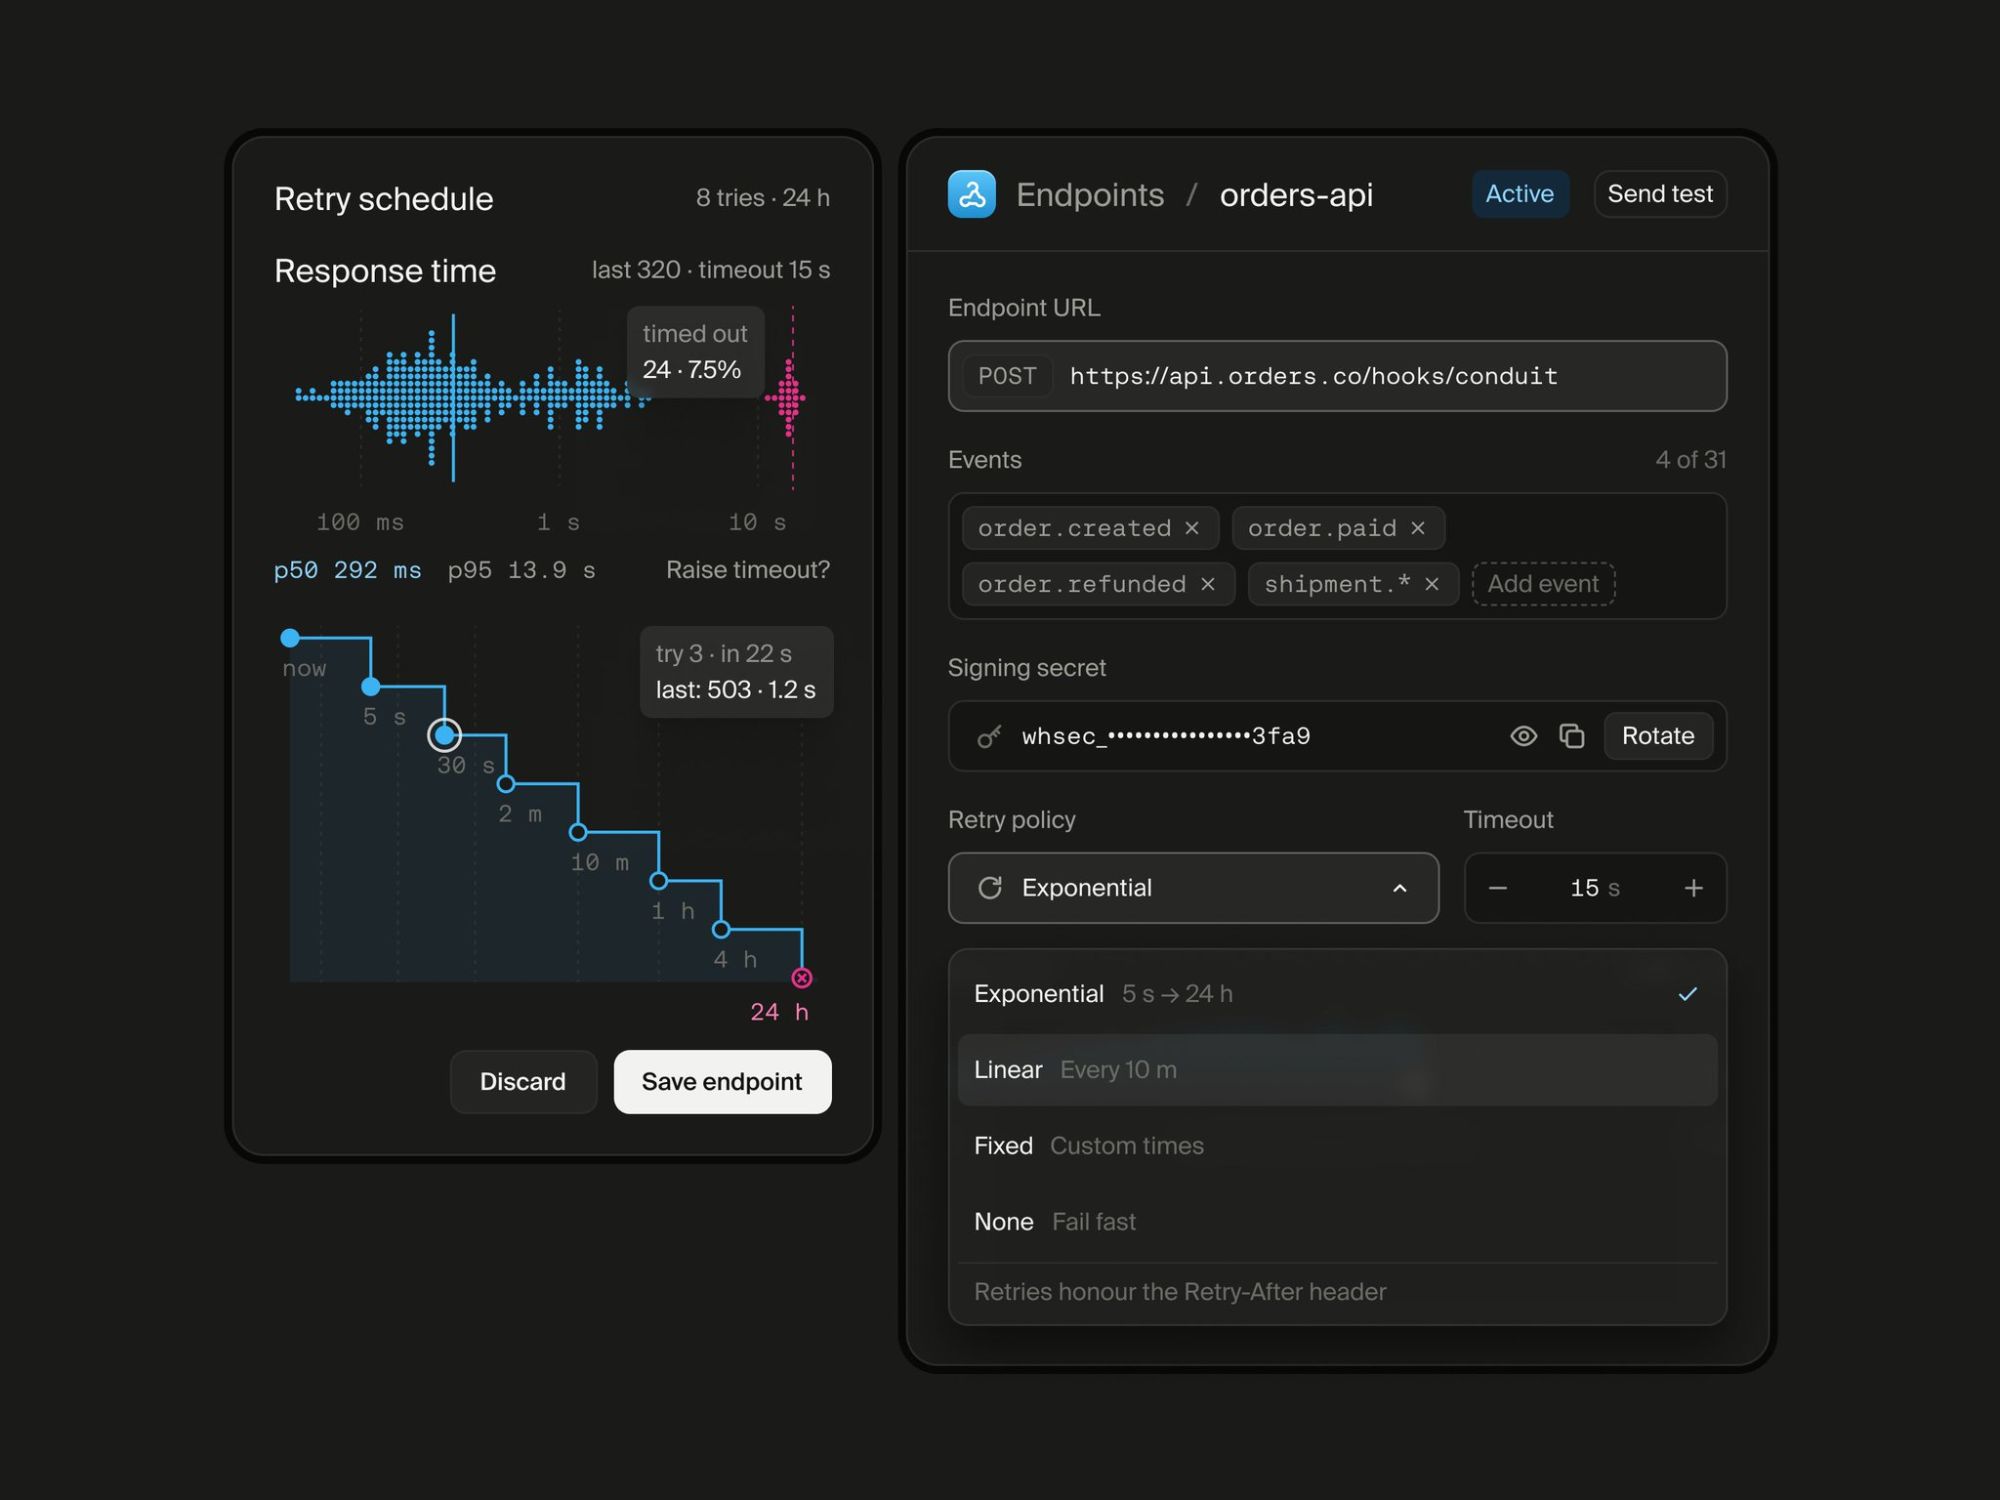 Retry schedule
8 tries · 24 h
Response time
last 320 · timeout 15 s
timed out
24 · 7.5%
100 ms
1 s
10 s
p50 292 ms
p95 13.9 s
Raise timeout?
try 3 · in 22 s
last: 503 · 1.2 s
now
5 s
30 s
2 m
10 m
1 h
4 h
24 h
Discard
Save endpoint
Endpoints / orders-api
Active
Send test
Endpoint URL
POST https://api.orders.co/hooks/conduit
Events
4 of 31
order.created ×
order.paid ×
order.refunded ×
shipment.* ×
Add event
Signing secret
whsec_••••••••••••••••3fa9
Rotate
Retry policy
Timeout
Exponential
− 15 s +
Exponential 5 s → 24 h
Linear Every 10 m
Fixed Custom times
None Fail fast
Retries honour the Retry-After header